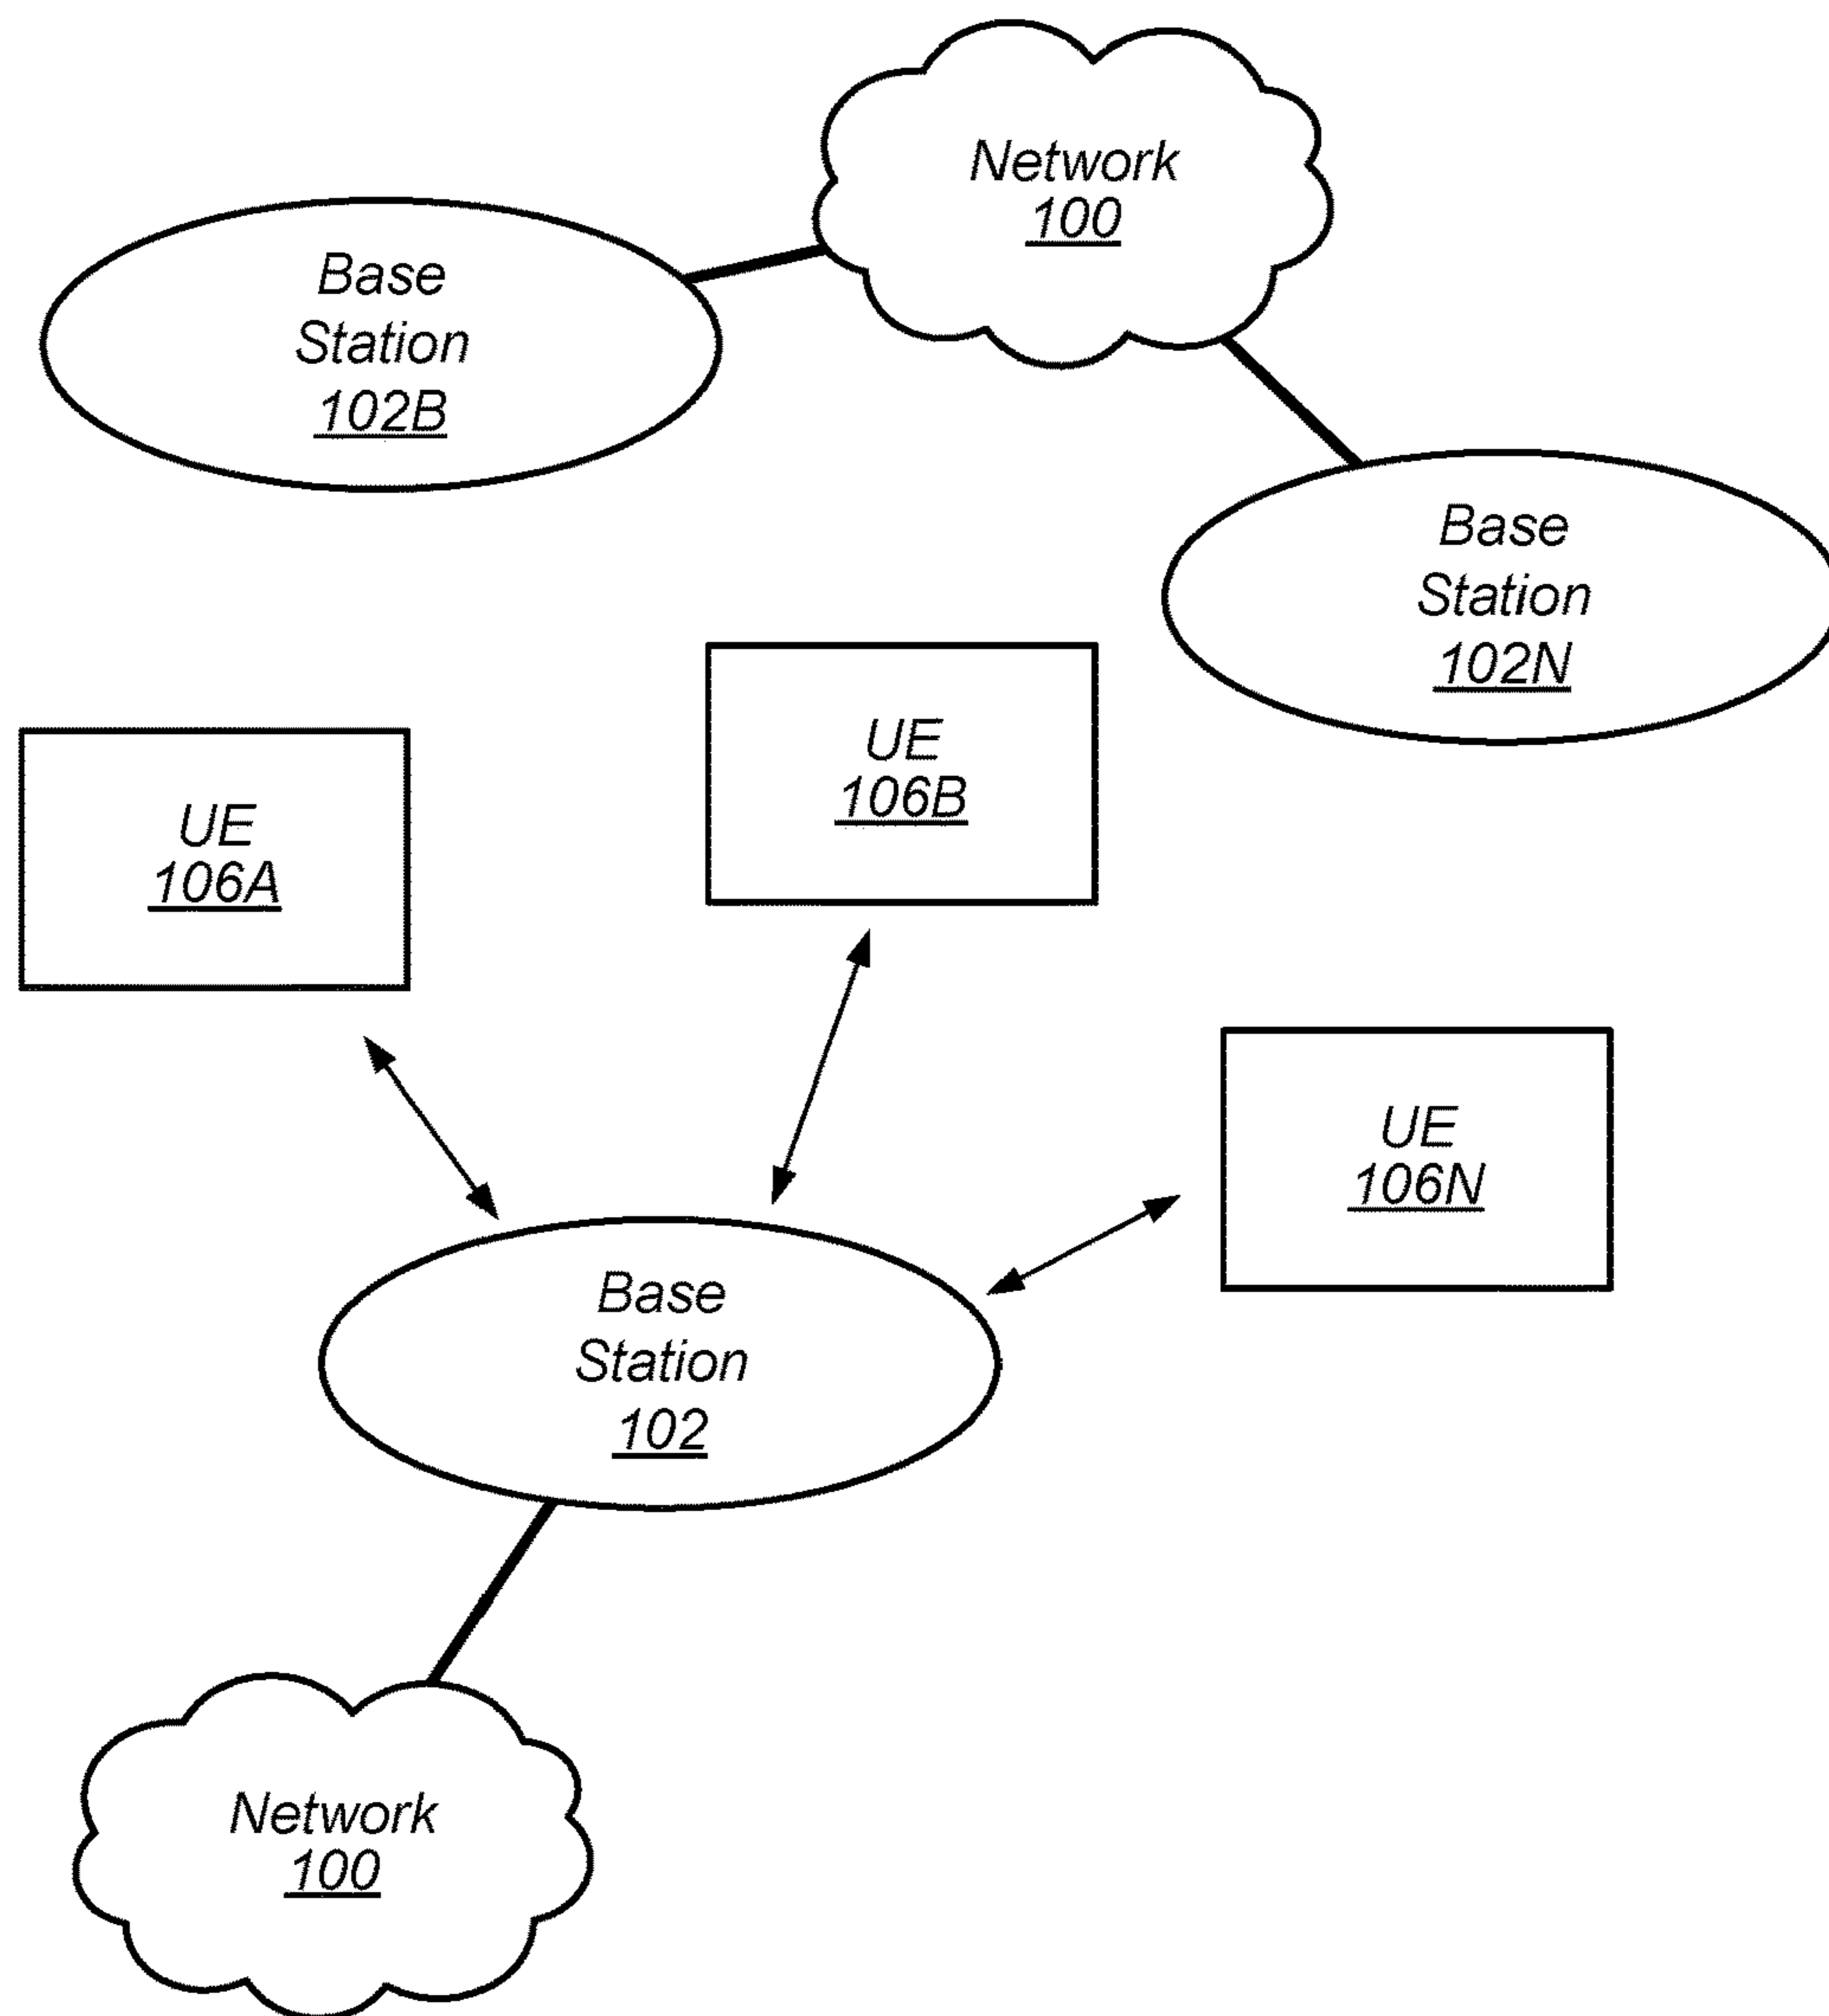 Network
100
Base
Station
102B
Base
Station
102N
UE
106B
UE
106A
UE
106N
Base
Station
102
Network
100